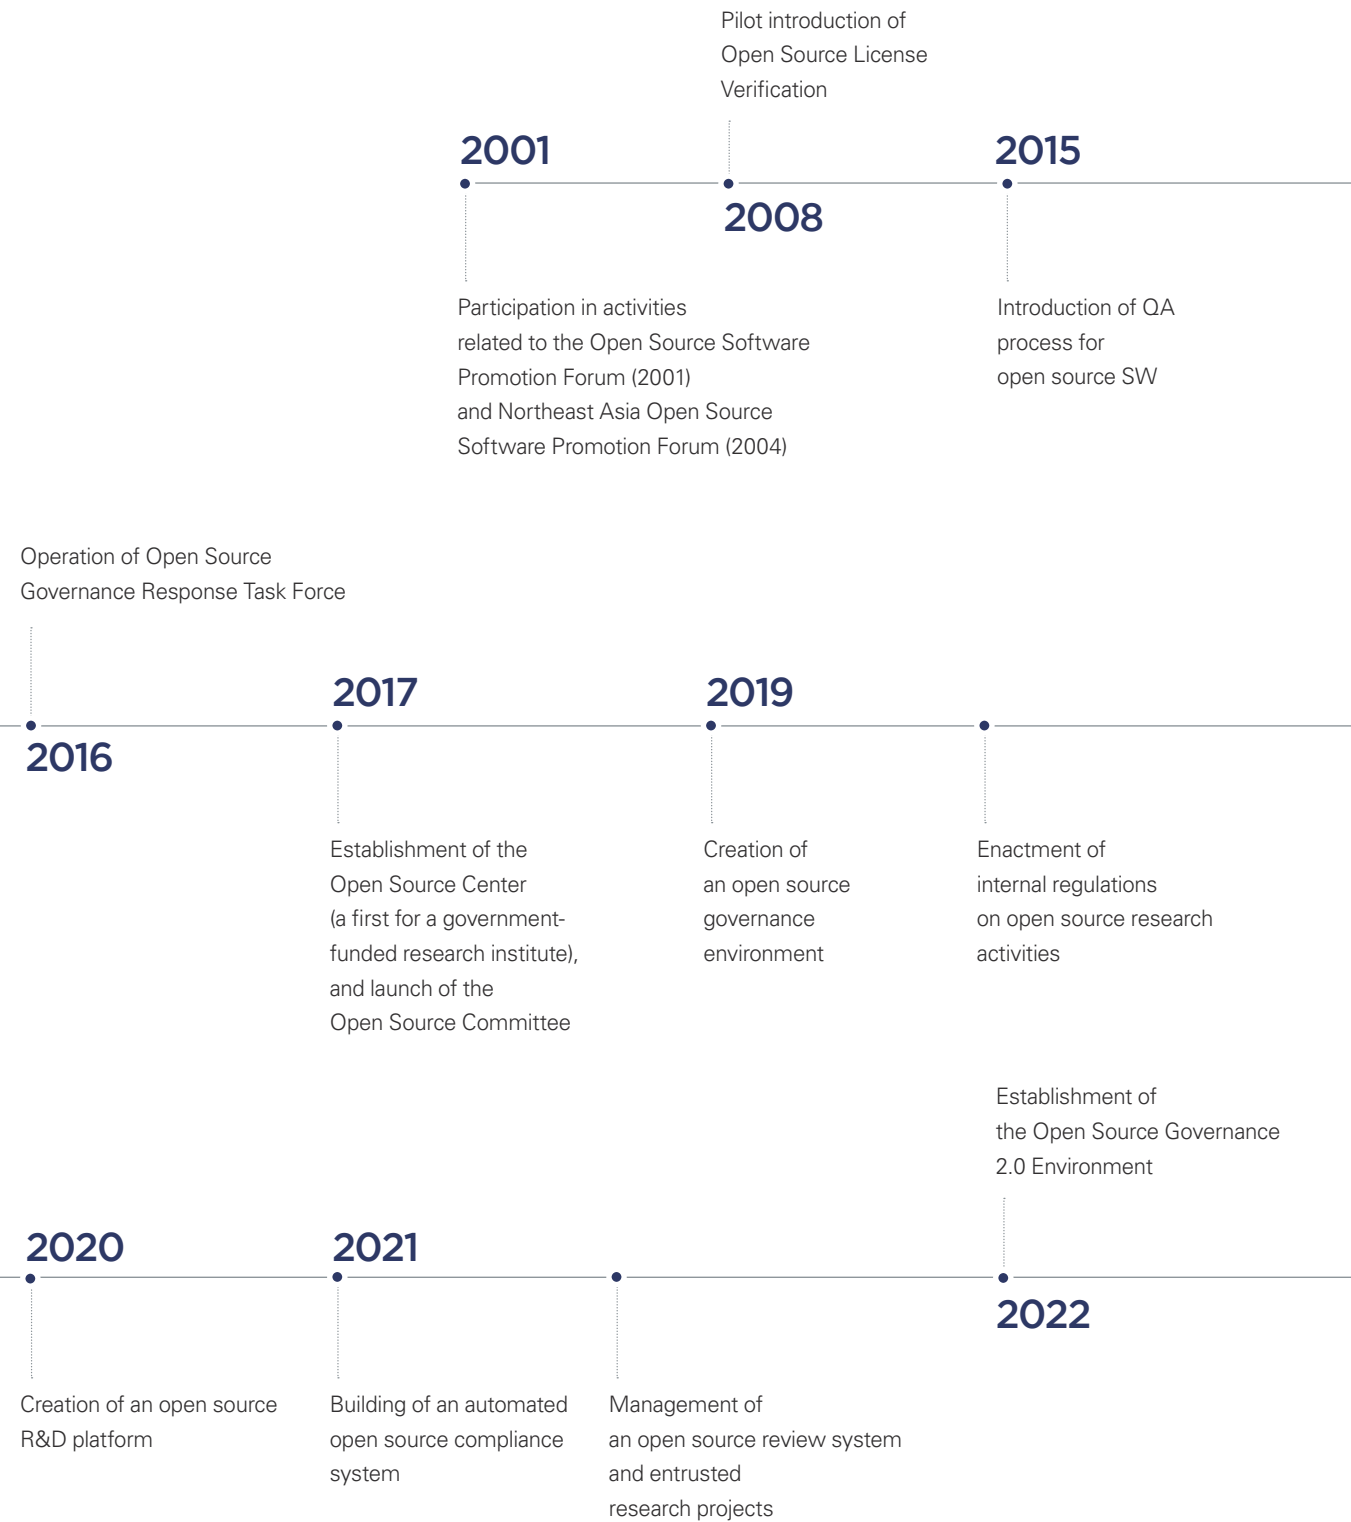 Pilot introduction of
Open Source License
Verification
2001
2008
2015
Participation in activities
related to the Open Source Software
Promotion Forum (2001)
and Northeast Asia Open Source
Software Promotion Forum (2004)
Introduction of QA
process for
open source SW
Operation of Open Source
Governance Response Task Force
2016
2017
2019
Establishment of the
Open Source Center
(a first for a government-
funded research institute),
and launch of the
Open Source Committee
Creation of
an open source
governance
environment
Enactment of
internal regulations
on open source research
activities
Establishment of
the Open Source Governance
2.0 Environment
2020
2021
2022
Creation of an open source
R&D platform
Building of an automated
open source compliance
system
Management of
an open source review system
and entrusted
research projects